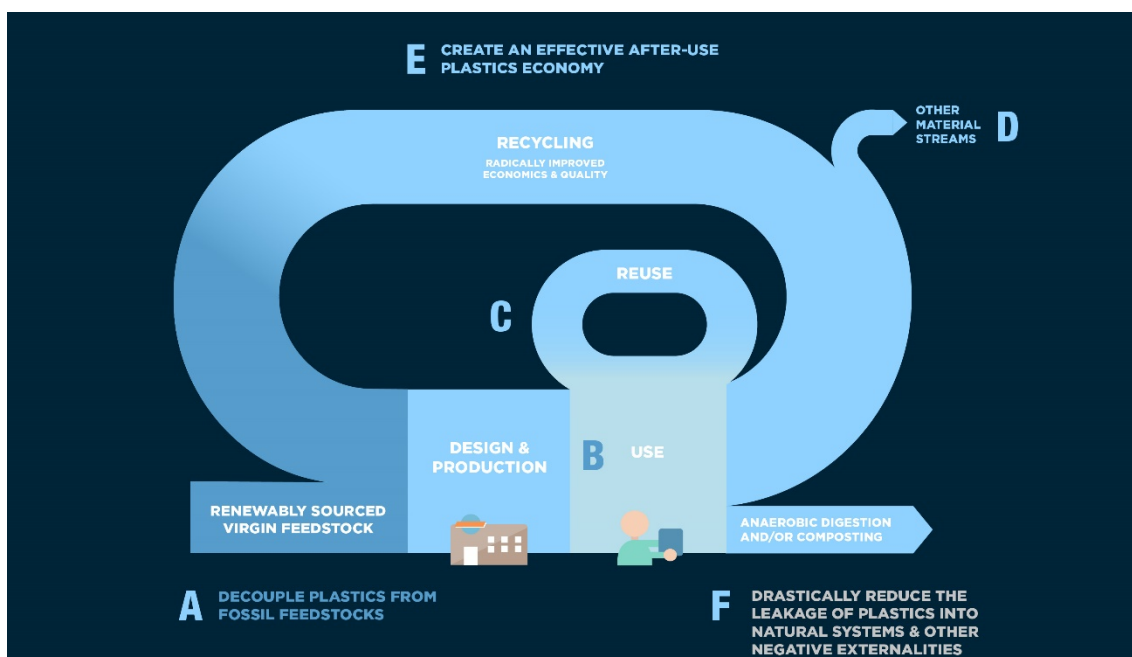 E
CREATE AN EFFECTIVE AFTER-USE
PLASTICS ECONOMY
OTHER
MATERIAL
STREAMS
D
RECYCLING
RADICALLY IMPROVED
ECONOMICS & QUALITY
REUSE
C
DESIGN &
PRODUCTION
B
USE
RENEWABLY SOURCED
VIRGIN FEEDSTOCK
ANAEROBIC DIGESTION
AND/OR COMPOSTING
A
DECOUPLE PLASTICS FROM
FOSSIL FEEDSTOCKS
F
DRASTICALLY REDUCE THE
LEAKAGE OF PLASTICS INTO
NATURAL SYSTEMS & OTHER
NEGATIVE EXTERNALITIES